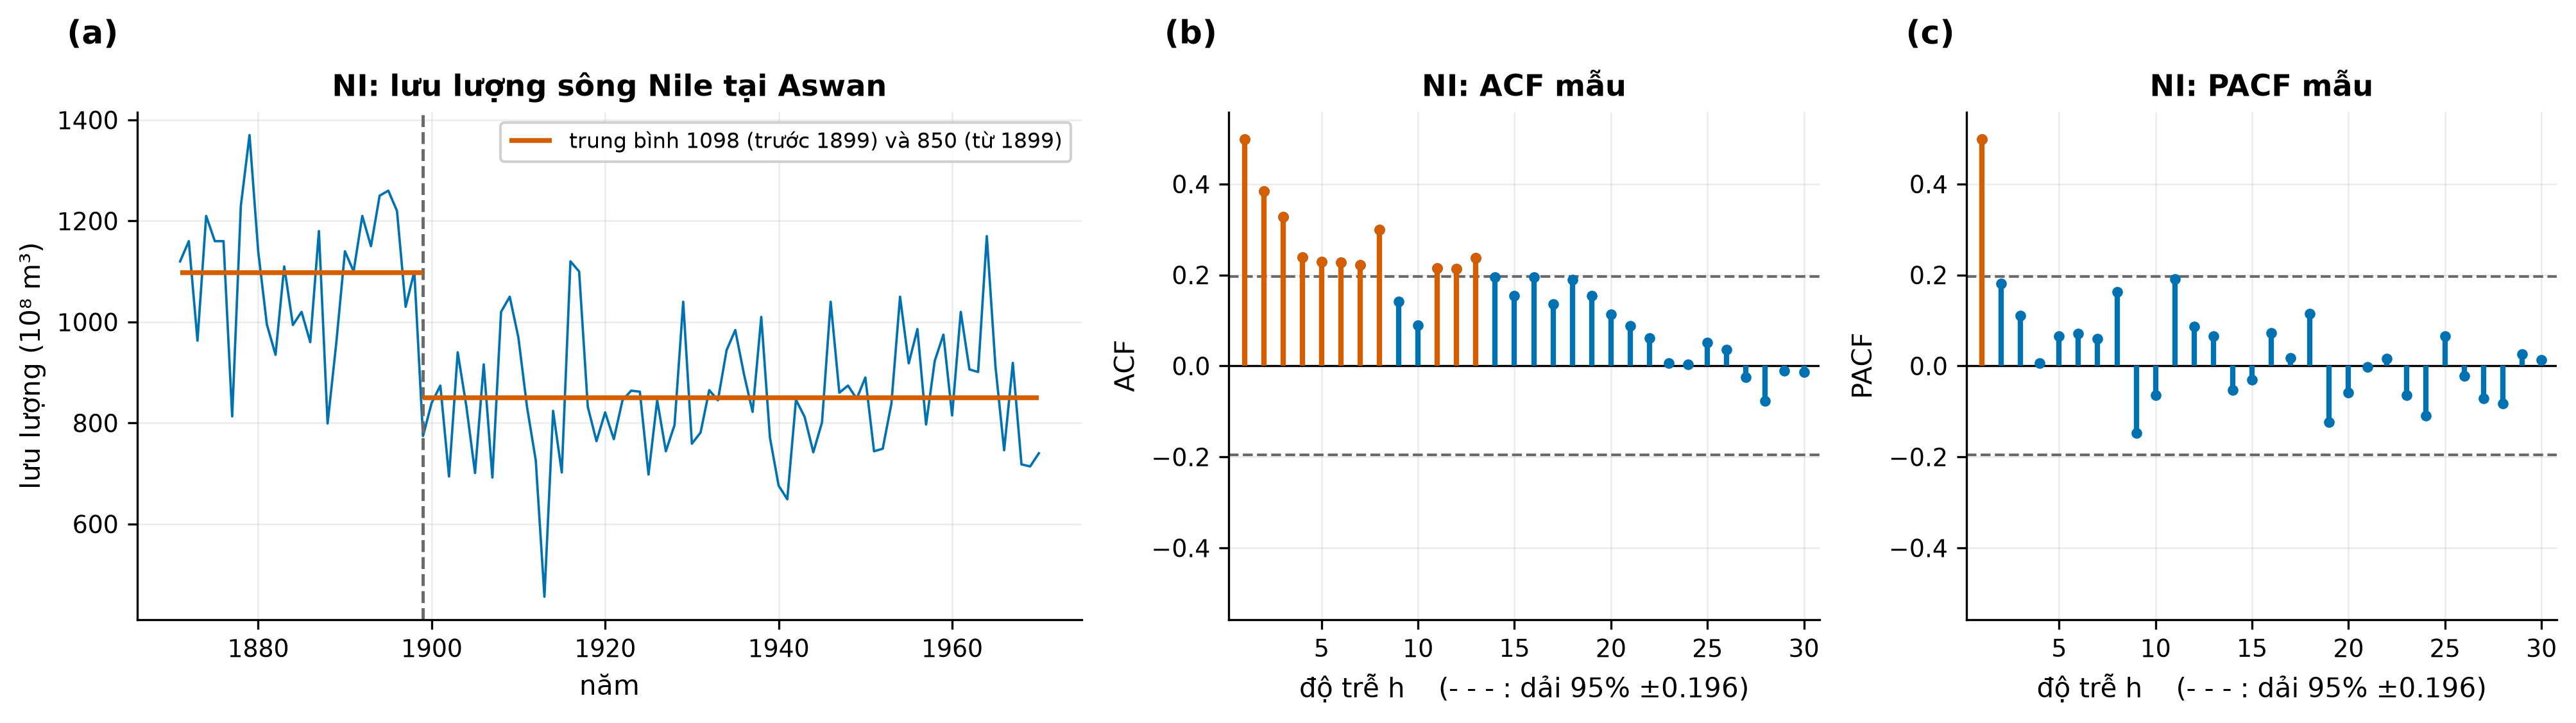 (a)
NI: lưu lượng sông Nile tại Aswan
trung bình 1098 (trước 1899) và 850 (từ 1899)
lưu lượng (10⁸ m³)
1400
1200
1000
800
600
1880 1900 1920 1940 1960
năm
(b)
NI: ACF mẫu
ACF
0.4
0.2
0.0
−0.2
−0.4
5 10 15 20 25 30
độ trễ h (- - - : dải 95% ±0.196)
(c)
NI: PACF mẫu
PACF
0.4
0.2
0.0
−0.2
−0.4
5 10 15 20 25 30
độ trễ h (- - - : dải 95% ±0.196)